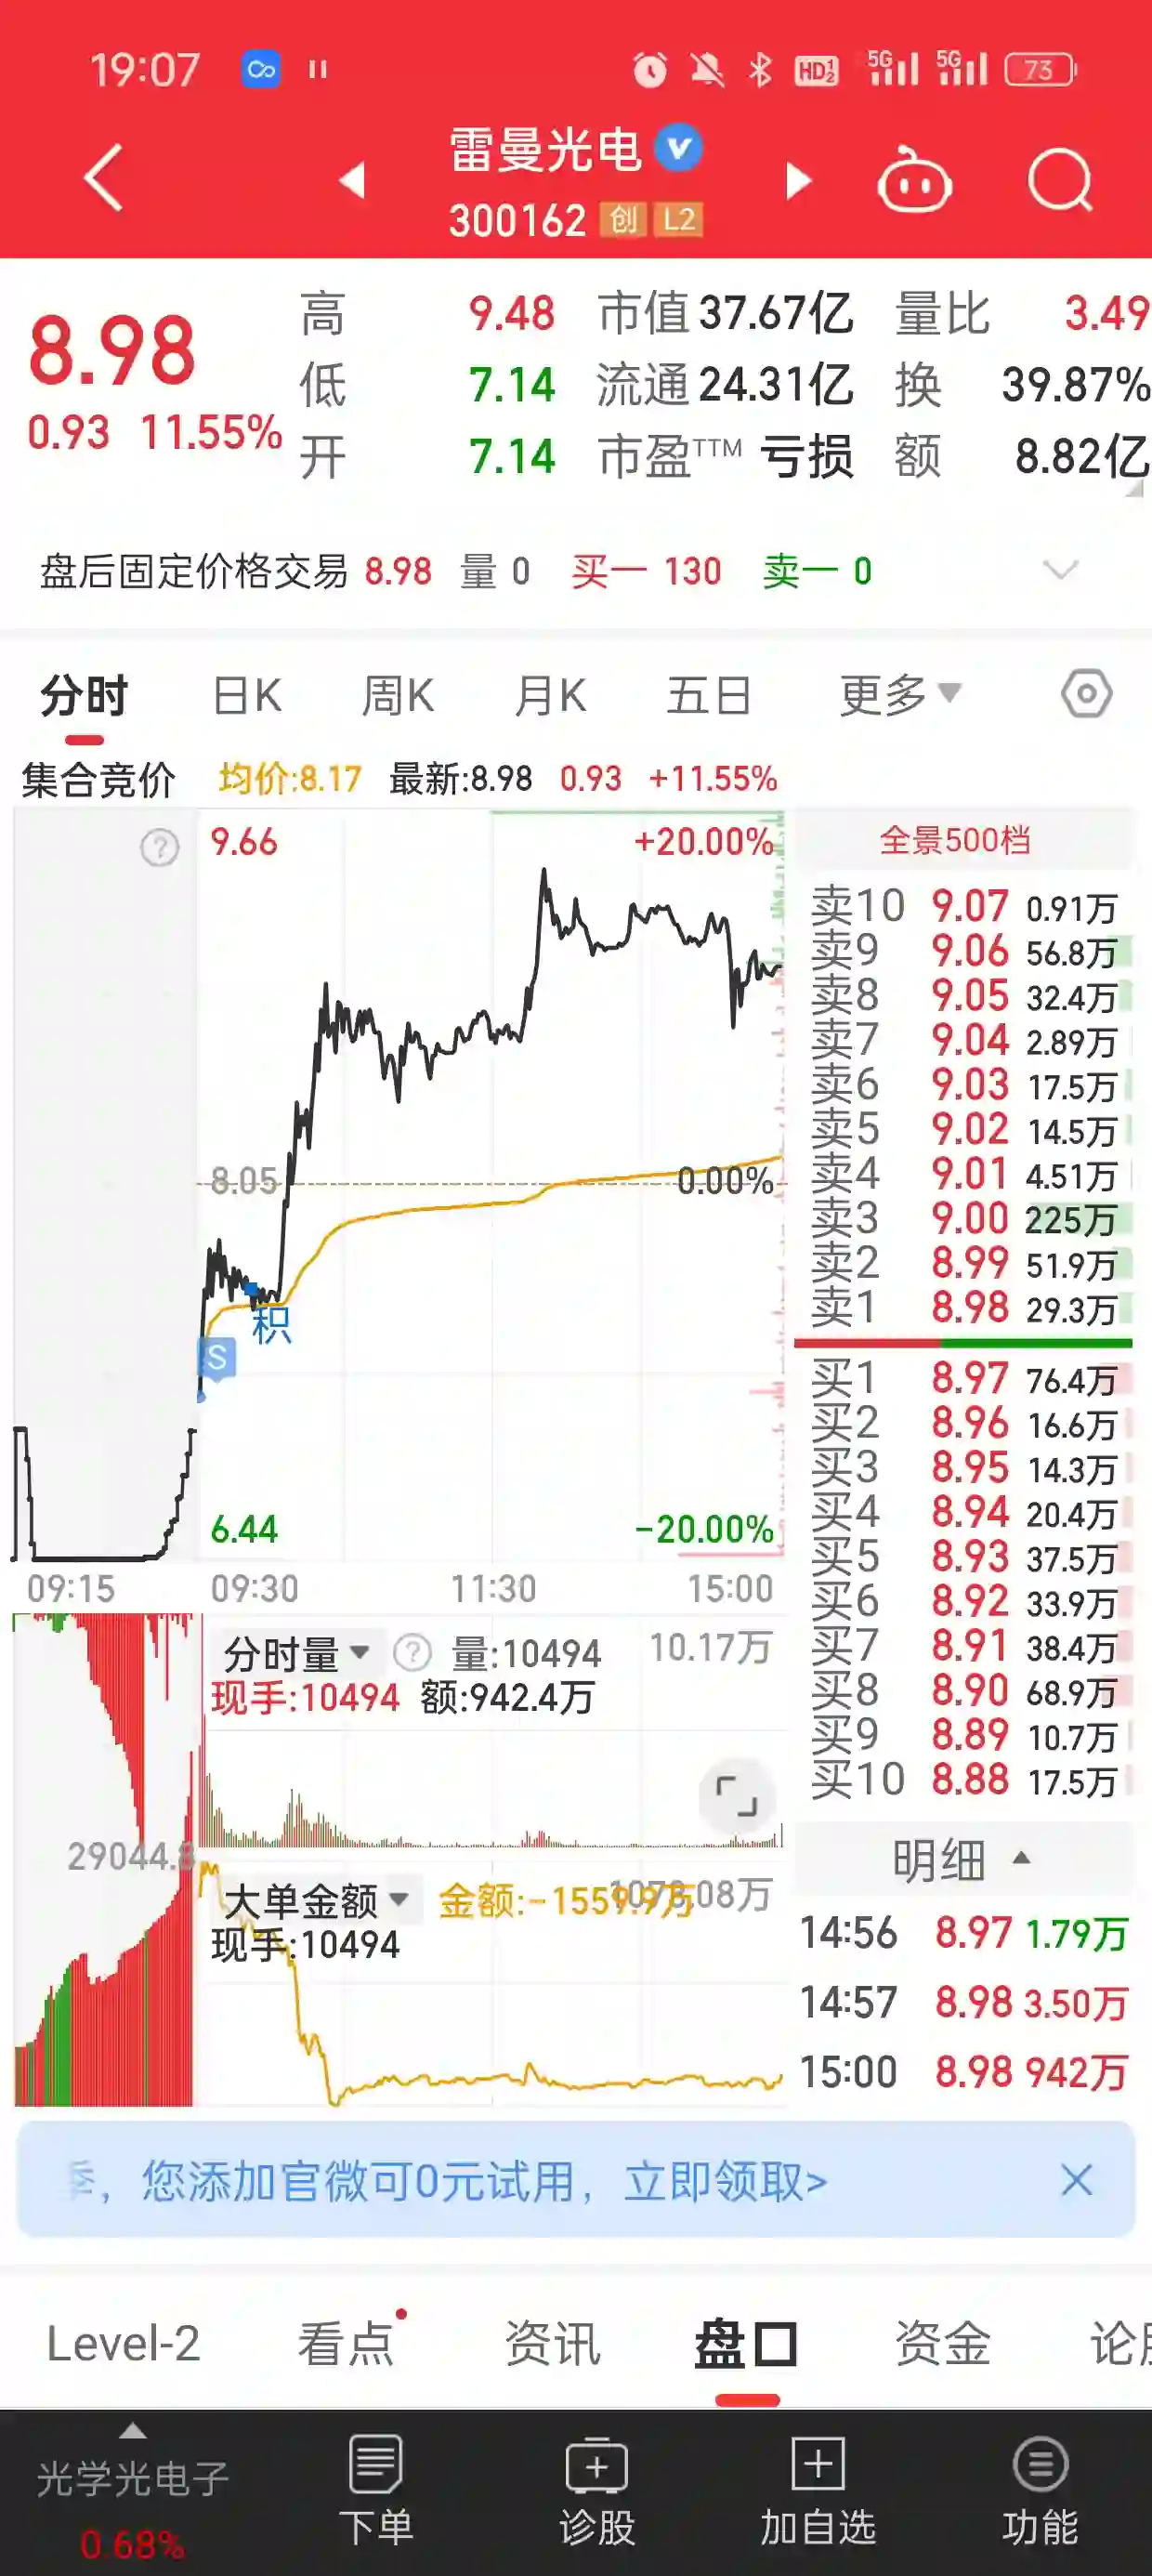 19:07 HD 5G 5G 73
雷曼光电
300162 创 L2
8.98
0.93 11.55%
高 9.48 市值 37.67亿 量比 3.49
低 7.14 流通 24.31亿 换 39.87%
开 7.14 市盈TTM 亏损 额 8.82亿
盘后固定价格交易 8.98 量 0 买一 130 卖一 0
分时 日K 周K 月K 五日 更多
集合竞价 均价:8.17 最新:8.98 0.93 +11.55%
9.66 +20.00%
8.05 0.00%
积
S
6.44 -20.00%
09:15 09:30 11:30 15:00
分时量 量:10494 10.17万
现手:10494 额:942.4万
29044.8
大单金额 金额:-1559.9万
现手:10494
全景500档
卖10 9.07 0.91万
卖9 9.06 56.8万
卖8 9.05 32.4万
卖7 9.04 2.89万
卖6 9.03 17.5万
卖5 9.02 14.5万
卖4 9.01 4.51万
卖3 9.00 225万
卖2 8.99 51.9万
卖1 8.98 29.3万
买1 8.97 76.4万
买2 8.96 16.6万
买3 8.95 14.3万
买4 8.94 20.4万
买5 8.93 37.5万
买6 8.92 33.9万
买7 8.91 38.4万
买8 8.90 68.9万
买9 8.89 10.7万
买10 8.88 17.5万
明细
14:56 8.97 1.79万
14:57 8.98 3.50万
15:00 8.98 942万
，您添加官微可0元试用，立即领取>
Level-2 看点 资讯 盘口 资金 论
光学光电子
0.68%
下单 诊股 加自选 功能